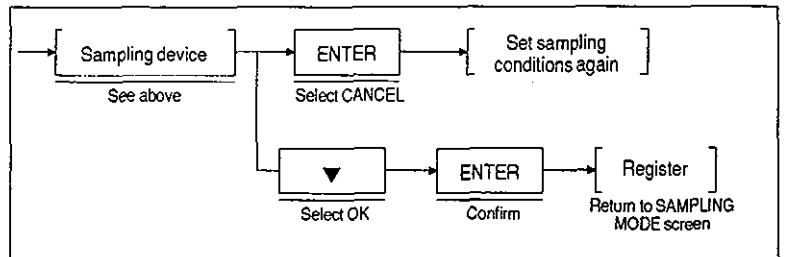 Sampling device
See above
ENTER
Select CANCEL
Set sampling
conditions again
▼
Select OK
ENTER
Confirm
Register
Return to SAMPLING
MODE screen